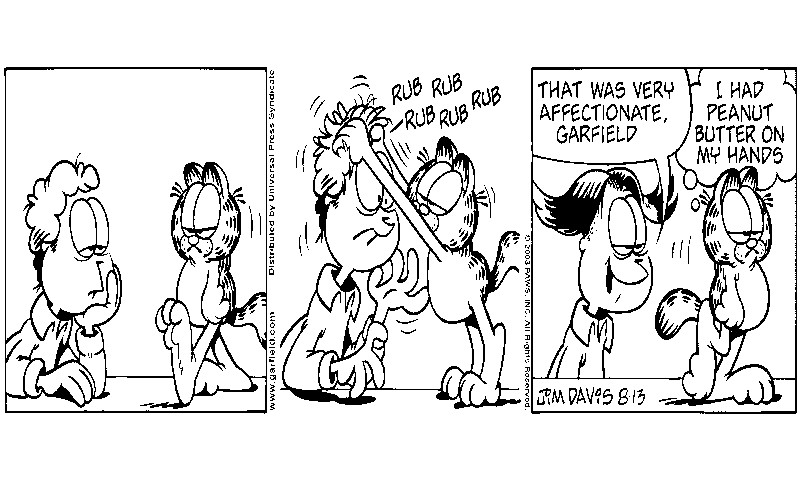 www.garfield.com
Distributed by Universal Press Syndicate
RUB RUB
RUB RUB RUB
© 2003 PAWS, INC. All Rights Reserved.
THAT WAS VERY
AFFECTIONATE,
GARFIELD
I HAD
PEANUT
BUTTER ON
MY HANDS
JIM DAVIS 8·13